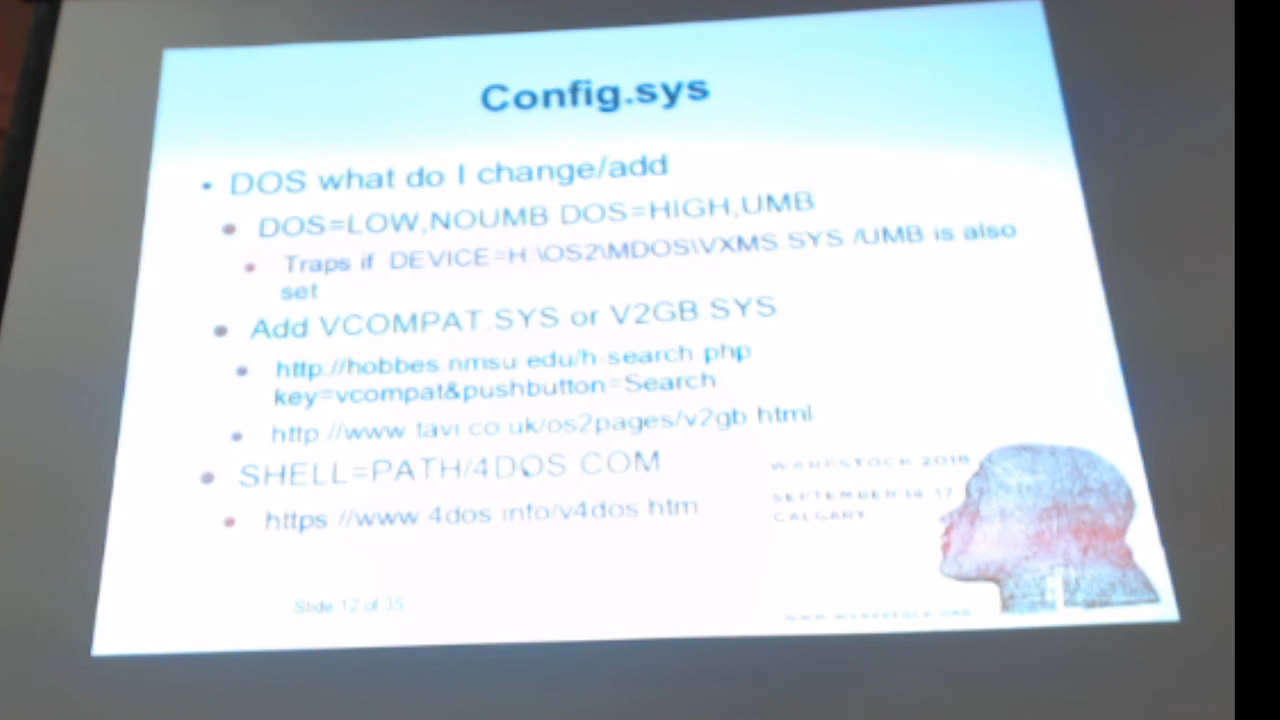 Config.sys
• DOS what do I change/add
• DOS=LOW,NOUMB DOS=HIGH,UMB
• Traps if DEVICE=H:\OS2\MDOS\VXMS.SYS /UMB is also
set
• Add VCOMPAT.SYS or V2GB.SYS
• http://hobbes.nmsu.edu/h-search.php
key=vcompat&pushbutton=Search
• http://www.tavi.co.uk/os2pages/v2gb.html
• SHELL=PATH/4DOS.COM
• https://www.4dos.info/v4dos.htm
WARPSTOCK 2018
SEPTEMBER
CALGARY
Slide 12 of 35
WWW.WARPSTOCK.ORG